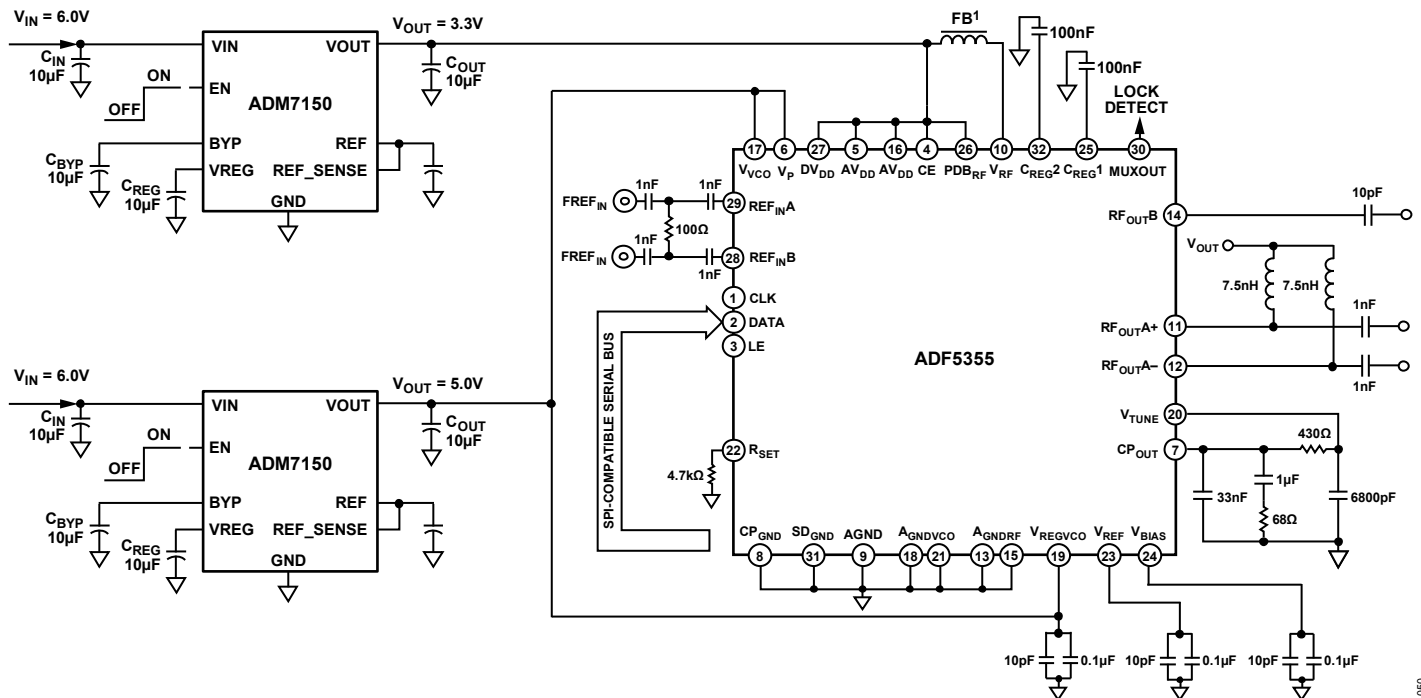 VIN = 6.0V
CIN
10µF
ON
OFF
VIN
EN
BYP
VREG
GND
ADM7150
VOUT
REF
REF_SENSE
CBYP
10µF
CREG
10µF
VOUT = 3.3V
COUT
10µF
FB1
100nF
100nF
LOCK
DETECT
17
6
27
5
16
4
26
10
32
25
30
VVCO
VP
DVDD
AVDD
AVDD
CE
PDBRF
VRF
CREG2
CREG1
MUXOUT
FREFIN
1nF
1nF
29
REFINA
100Ω
FREFIN
1nF
1nF
28
REFINB
1
CLK
2
DATA
3
LE
SPI-COMPATIBLE SERIAL BUS
22
RSET
4.7kΩ
ADF5355
RFOUTB
14
10pF
VOUT
7.5nH
7.5nH
RFOUTA+
11
1nF
RFOUTA−
12
1nF
VTUNE
20
CPOUT
7
430Ω
33nF
1µF
68Ω
6800pF
VIN = 6.0V
CIN
10µF
ON
OFF
VIN
EN
BYP
VREG
GND
ADM7150
VOUT
REF
REF_SENSE
CBYP
10µF
CREG
10µF
VOUT = 5.0V
COUT
10µF
CPGND
SDGND
AGND
AGNDVCO
AGNDRF
VREGVCO
VREF
VBIAS
8
31
9
18
21
13
15
19
23
24
10pF
0.1µF
10pF
0.1µF
10pF
0.1µF